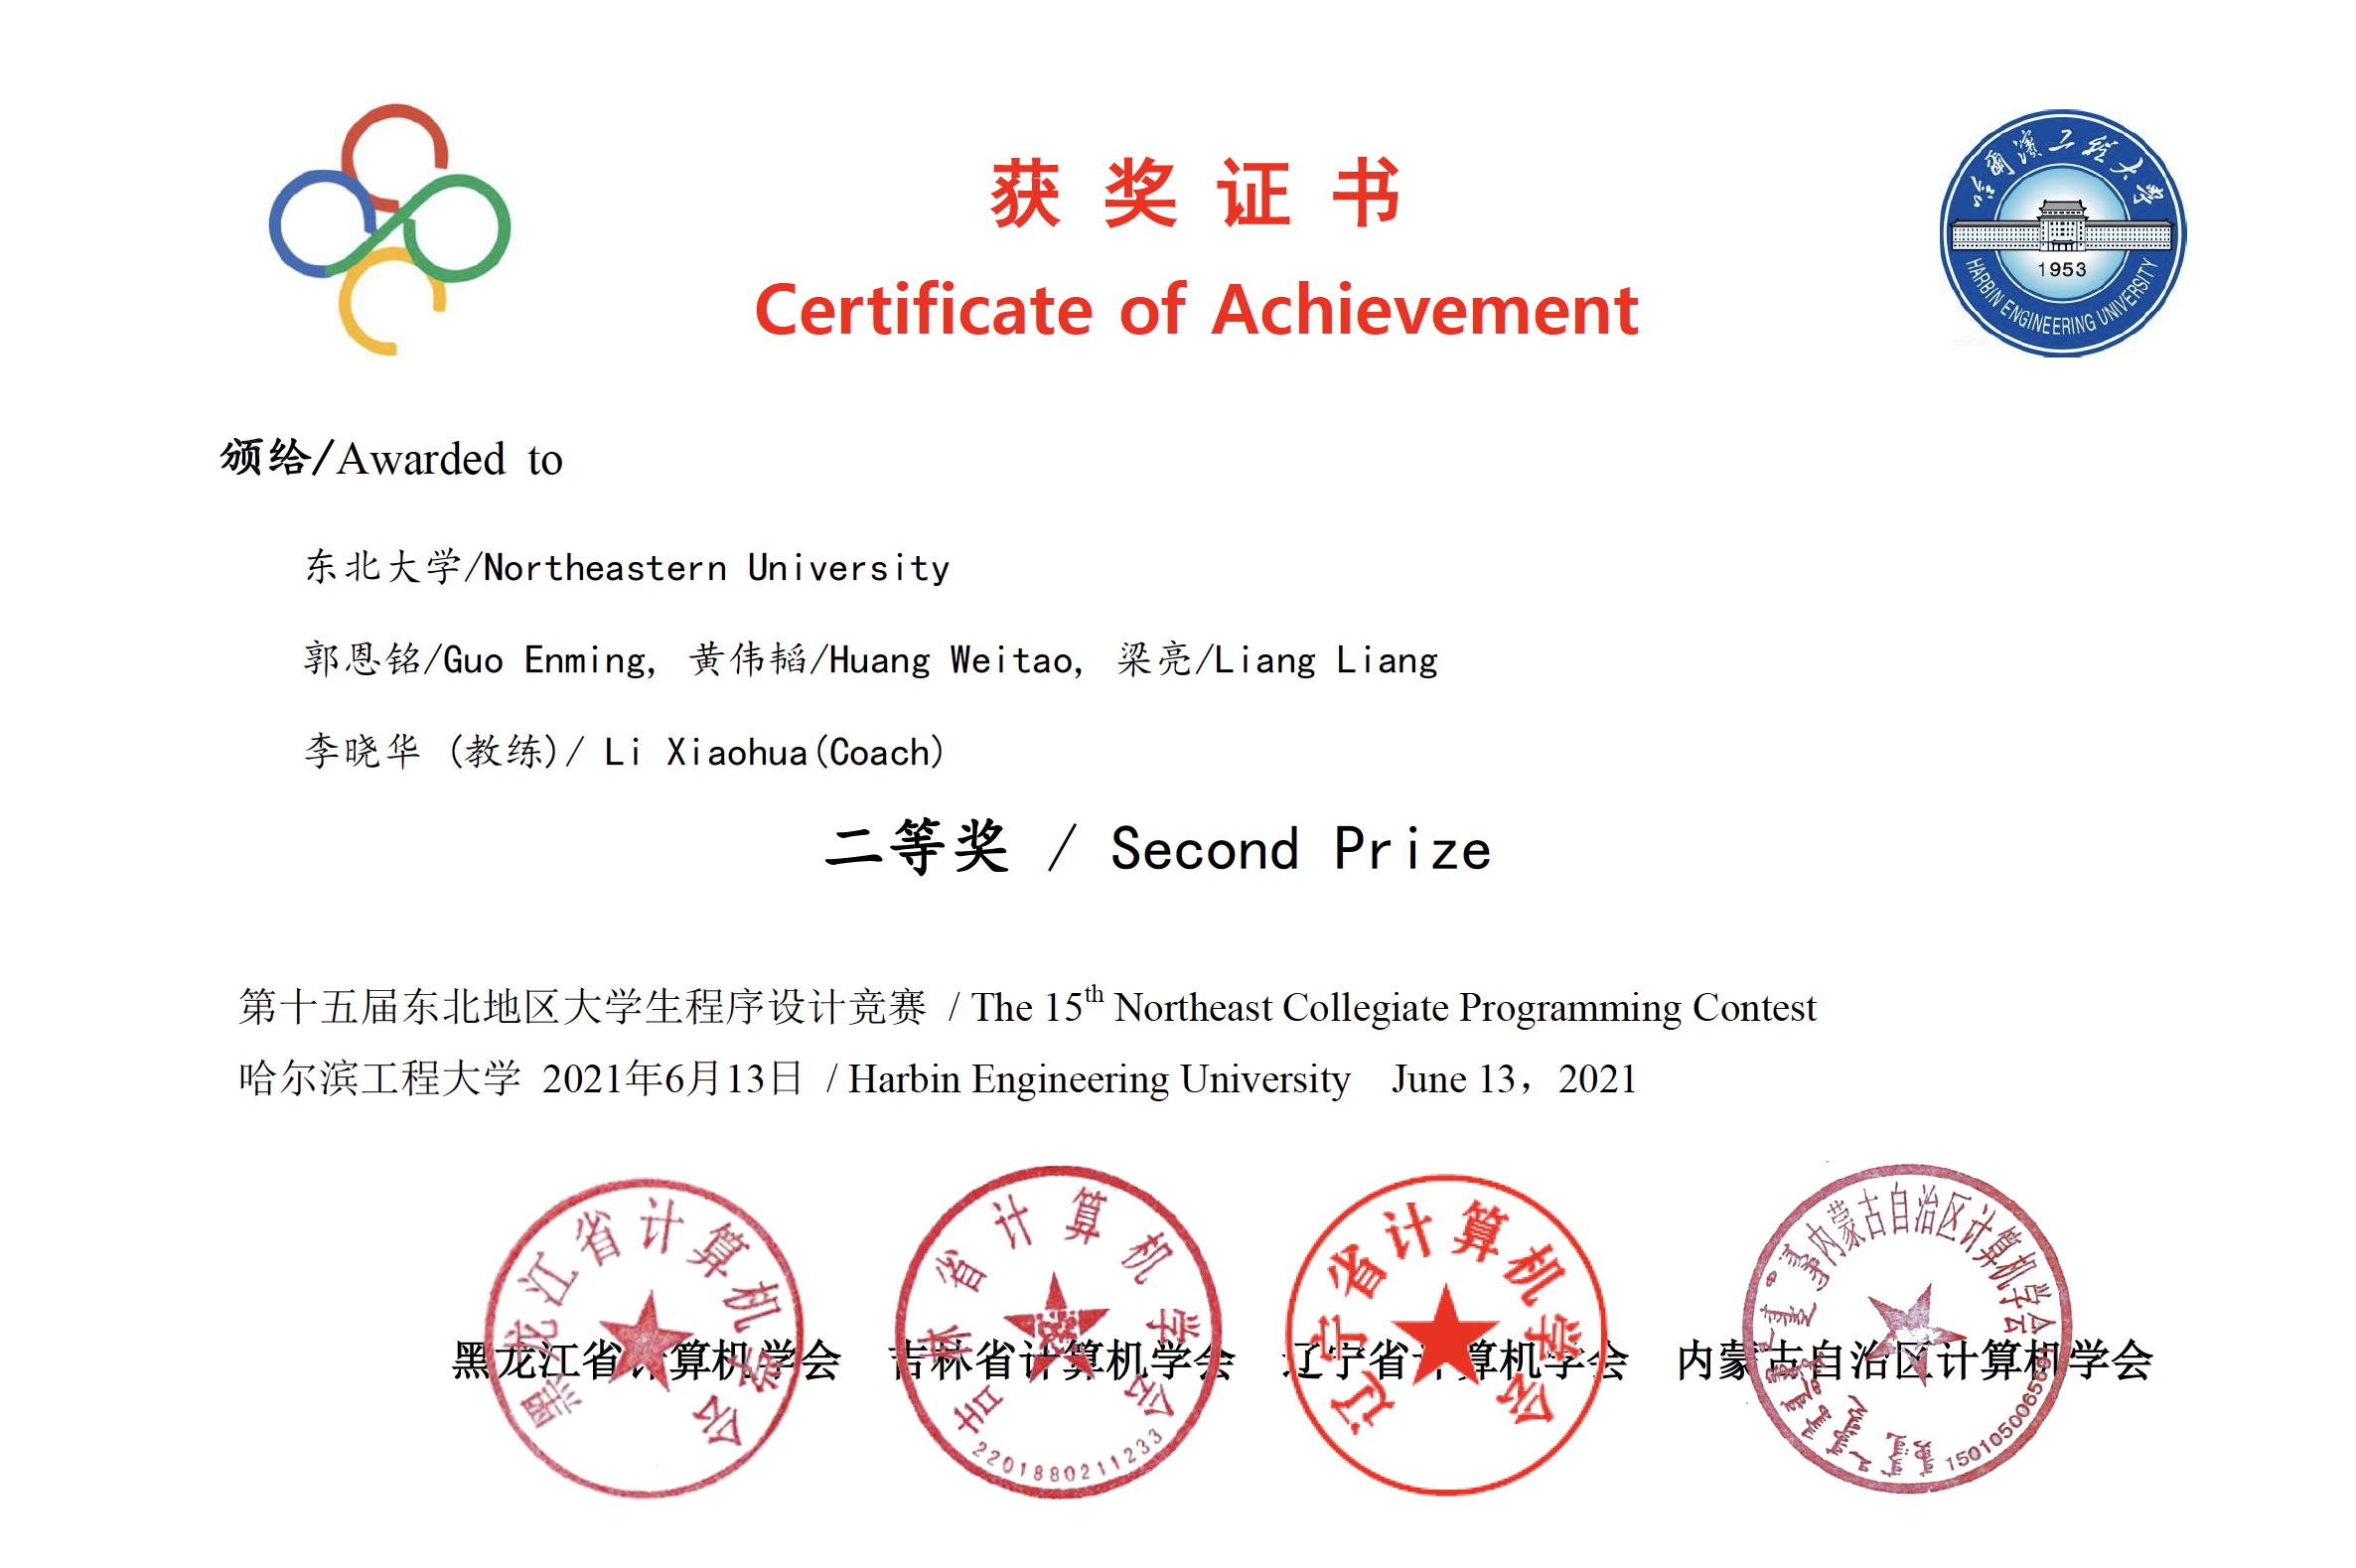 获奖证书
Certificate of Achievement
哈尔滨工程大学
1953
HARBIN ENGINEERING UNIVERSITY
颁给/Awarded to
东北大学/Northeastern University
郭恩铭/Guo Enming, 黄伟韬/Huang Weitao, 梁亮/Liang Liang
李晓华 (教练)/ Li Xiaohua(Coach)
二等奖 / Second Prize
第十五届东北地区大学生程序设计竞赛 / The 15th Northeast Collegiate Programming Contest
哈尔滨工程大学 2021年6月13日 / Harbin Engineering University June 13，2021
黑龙江省计算机学会 吉林省计算机学会 辽宁省计算机学会 内蒙古自治区计算机学会
黑龙江省计算机学会
吉林省计算机学会
2201880211233
辽宁省计算机学会
内蒙古自治区计算机学会